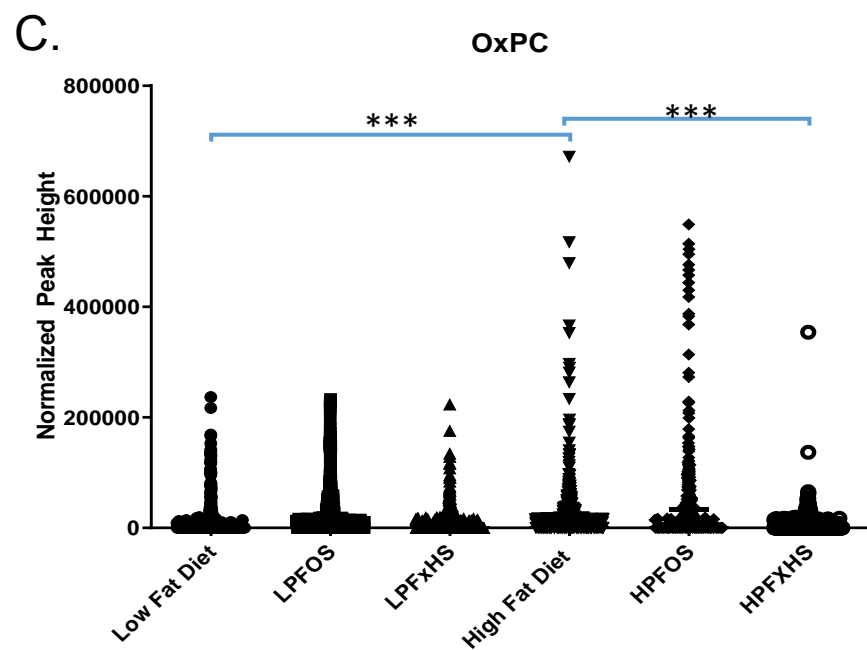 C.
OxPC
800000
600000
400000
200000
0
Normalized Peak Height
***
***
Low Fat Diet
LPFOS
LPFxHS
High Fat Diet
HPFOS
HPFXHS